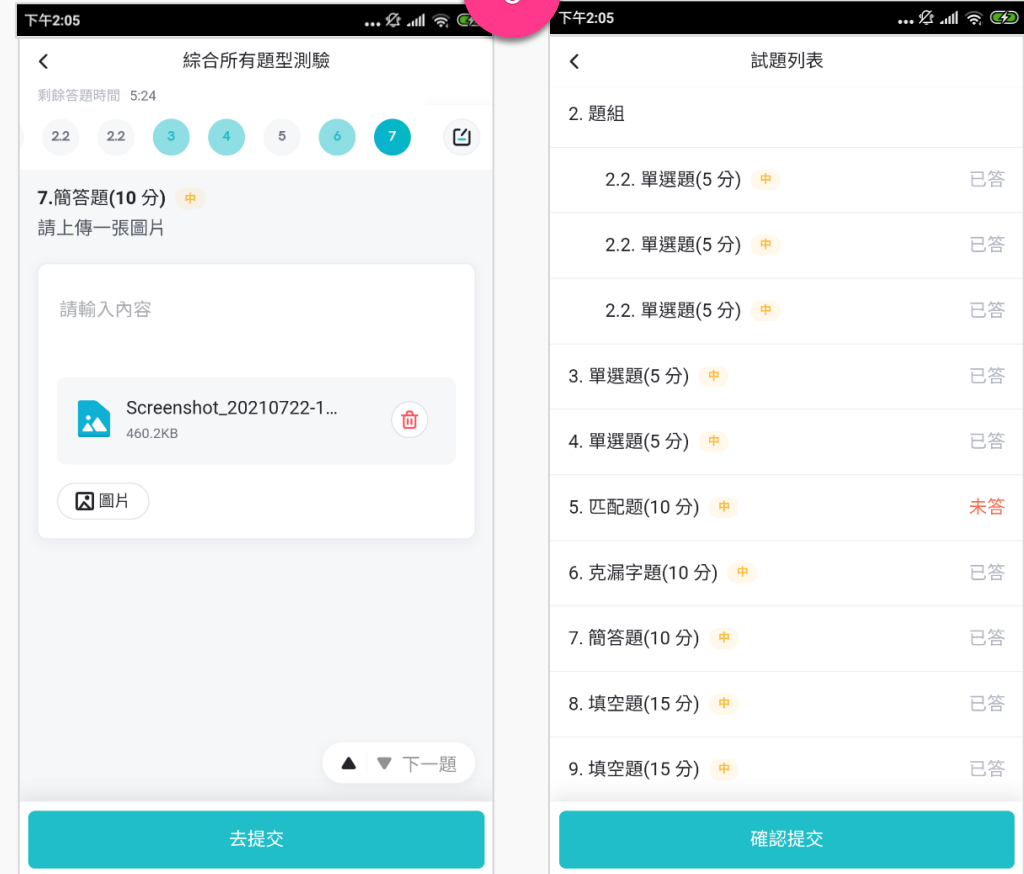 下午2:05
綜合所有題型測驗
剩餘答題時間 5:24
2.2 2.2 3 4 5 6 7
7.簡答題(10 分) 中
請上傳一張圖片
請輸入內容
Screenshot_20210722-1...
460.2KB
圖片
下一題
去提交
下午2:05
試題列表
2. 題組
2.2. 單選題(5 分) 中 已答
2.2. 單選題(5 分) 中 已答
2.2. 單選題(5 分) 中 已答
3. 單選題(5 分) 中 已答
4. 單選題(5 分) 中 已答
5. 匹配題(10 分) 中 未答
6. 克漏字題(10 分) 中 已答
7. 簡答題(10 分) 中 已答
8. 填空題(15 分) 中 已答
9. 填空題(15 分) 中 已答
確認提交